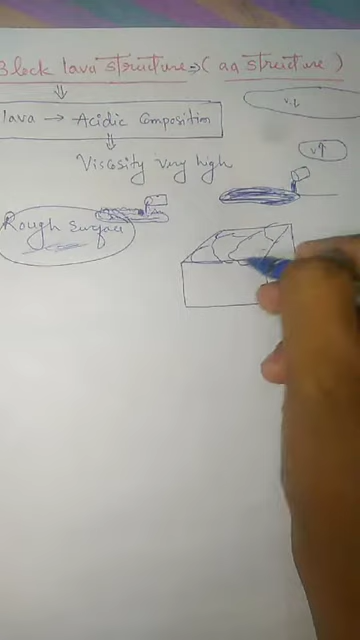 Block lava structure ⇒ ( aa structure )
⇓
lava → Acidic Composition
V↓
⇓
V↑
Viscosity very high
Rough Surface